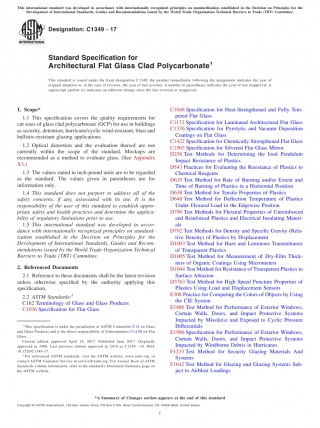 This international standard was developed in accordance with internationally recognized principles on standardization established in the Decision on Principles for the
Development of International Standards, Guides and Recommendations issued by the World Trade Organization Technical Barriers to Trade (TBT) Committee.
Designation: C1349 − 17
INTERNATIONAL
Standard Specification for
Architectural Flat Glass Clad Polycarbonate1
This standard is issued under the fixed designation C1349; the number immediately following the designation indicates the year of
original adoption or, in the case of revision, the year of last revision. A number in parentheses indicates the year of last reapproval. A
superscript epsilon (ε) indicates an editorial change since the last revision or reapproval.
1. Scope*
1.1 This specification covers the quality requirements for
cut sizes of glass clad polycarbonate (GCP) for use in buildings
as security, detention, hurricane/cyclic wind-resistant, blast and
ballistic-resistant glazing applications.
1.2 Optical distortion and the evaluation thereof are not
currently within the scope of the standard. Mockups are
recommended as a method to evaluate glass. (See Appendix
X3.)
1.3 The values stated in inch-pound units are to be regarded
as the standard. The values given in parentheses are for
information only.
1.4 This standard does not purport to address all of the
safety concerns, if any, associated with its use. It is the
responsibility of the user of this standard to establish appro-
priate safety and health practices and determine the applica-
bility of regulatory limitations prior to use.
1.5 This international standard was developed in accor-
dance with internationally recognized principles on standard-
ization established in the Decision on Principles for the
Development of International Standards, Guides and Recom-
mendations issued by the World Trade Organization Technical
Barriers to Trade (TBT) Committee.
2. Referenced Documents
2.1 Reference to these documents shall be the latest revision
unless otherwise specified by the authority applying this
specification.
2.2 ASTM Standards:2
C162 Terminology of Glass and Glass Products
C1036 Specification for Flat Glass
1 This specification is under the jurisdiction of ASTM Committee C14 on Glass
and Glass Products and is the direct responsibility of Subcommittee C14.08 on Flat
Glass.
Current edition approved April 15, 2017. Published June 2017. Originally
approved in 1996. Last previous edition approved in 2010 as C1349 – 10. DOI:
10.1520/C1349-17.
2 For referenced ASTM standards, visit the ASTM website, www.astm.org, or
contact ASTM Customer Service at service@astm.org. For Annual Book of ASTM
Standards volume information, refer to the standard's Document Summary page on
the ASTM website.
C1048 Specification for Heat-Strengthened and Fully Tem-
pered Flat Glass
C1172 Specification for Laminated Architectural Flat Glass
C1376 Specification for Pyrolytic and Vacuum Deposition
Coatings on Flat Glass
C1422 Specification for Chemically Strengthened Flat Glass
C1503 Specification for Silvered Flat Glass Mirror
D256 Test Methods for Determining the Izod Pendulum
Impact Resistance of Plastics
D543 Practices for Evaluating the Resistance of Plastics to
Chemical Reagents
D635 Test Method for Rate of Burning and/or Extent and
Time of Burning of Plastics in a Horizontal Position
D638 Test Method for Tensile Properties of Plastics
D648 Test Method for Deflection Temperature of Plastics
Under Flexural Load in the Edgewise Position
D790 Test Methods for Flexural Properties of Unreinforced
and Reinforced Plastics and Electrical Insulating Materi-
als
D792 Test Methods for Density and Specific Gravity (Rela-
tive Density) of Plastics by Displacement
D1003 Test Method for Haze and Luminous Transmittance
of Transparent Plastics
D1005 Test Method for Measurement of Dry-Film Thick-
ness of Organic Coatings Using Micrometers
D1044 Test Method for Resistance of Transparent Plastics to
Surface Abrasion
D3763 Test Method for High Speed Puncture Properties of
Plastics Using Load and Displacement Sensors
E308 Practice for Computing the Colors of Objects by Using
the CIE System
E1886 Test Method for Performance of Exterior Windows,
Curtain Walls, Doors, and Impact Protective Systems
Impacted by Missile(s) and Exposed to Cyclic Pressure
Differentials
E1996 Specification for Performance of Exterior Windows,
Curtain Walls, Doors, and Impact Protective Systems
Impacted by Windborne Debris in Hurricanes
F1233 Test Method for Security Glazing Materials And
Systems
F1642 Test Method for Glazing and Glazing Systems Sub-
ject to Airblast Loadings
*A Summary of Changes section appears at the end of this standard
Copyright © ASTM International, 100 Barr Harbor Drive, PO Box C700, West Conshohocken, PA 19428-2959. United States
1